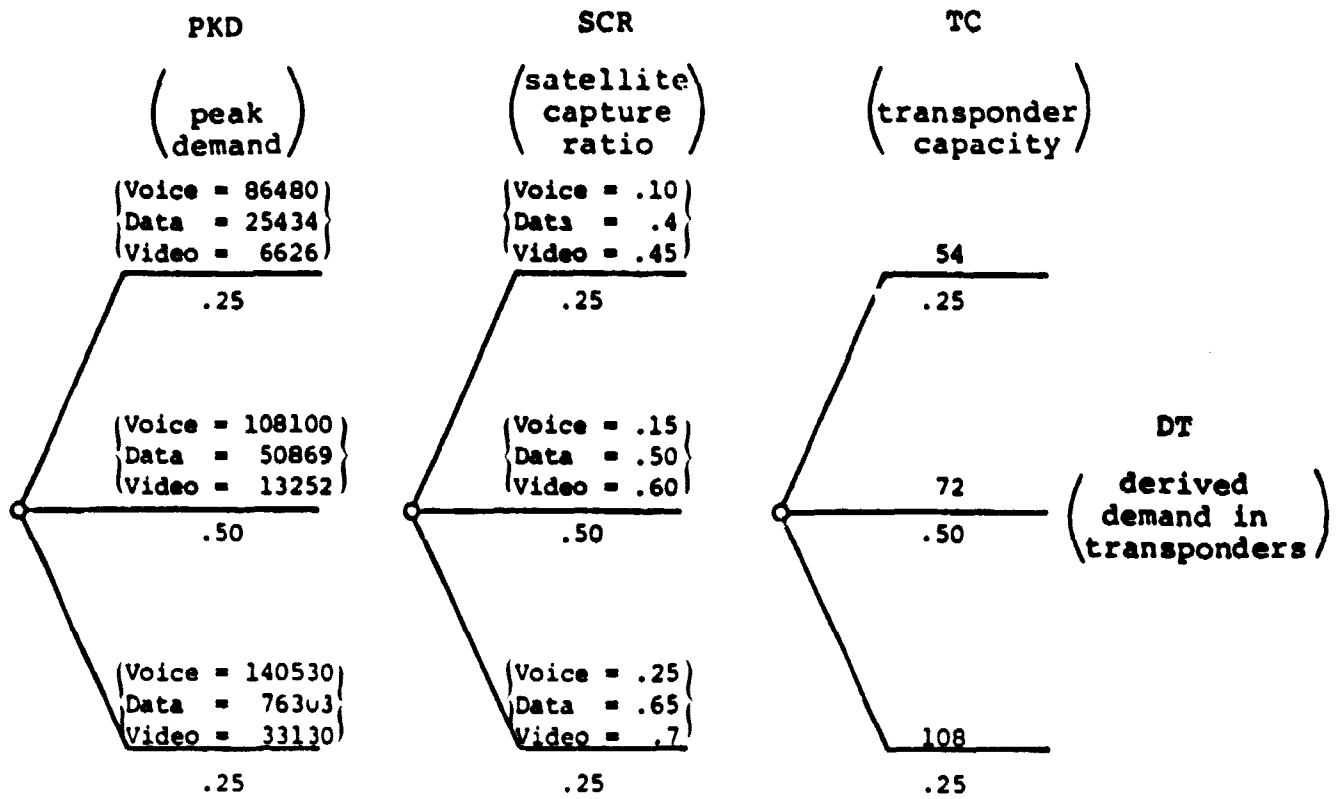 PKD
(peak demand)
{Voice = 86480
Data = 25434
Video = 6626}
.25
{Voice = 108100
Data = 50869
Video = 13252}
.50
{Voice = 140530
Data =
Video = 33130}
.25
SCR
(satellite capture ratio)
{Voice = .10
Data = .4
Video = .45}
.25
{Voice = .15
Data = .50
Video = .60}
.50
{Voice = .25
Data = .65
Video = .7}
.25
TC
(transponder capacity)
54
.25
72
.50
108
.25
DT
(derived demand in transponders)